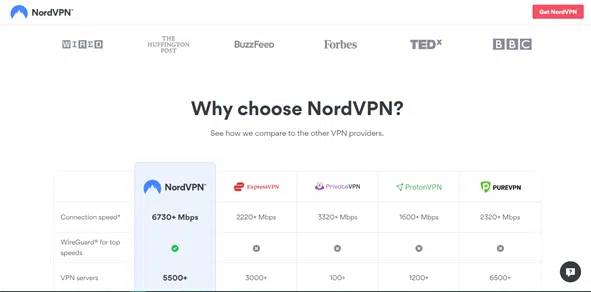 NordVPN®
Get NordVPN
WIRED
THE
HUFFINGTON
POST
BuzzFeed
Forbes
TEDx
BBC
Why choose NordVPN?
See how we compare to the other VPN providers.
NordVPN® ExpressVPN PrivateVPN ProtonVPN PUREVPN
Connection speed* 6730+ Mbps 2220+ Mbps 3320+ Mbps 1600+ Mbps 2320+ Mbps
WireGuard® for top
speeds
VPN servers 5500+ 3000+ 100+ 1200+ 6500+